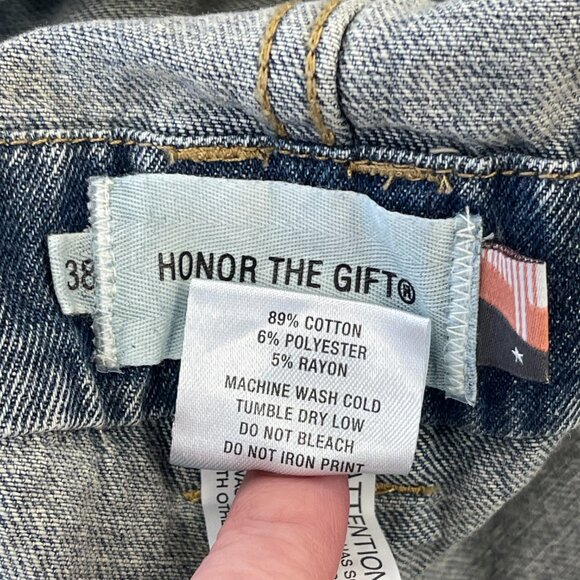 38
HONOR THE GIFT®
89% COTTON
6% POLYESTER
5% RAYON
MACHINE WASH COLD
TUMBLE DRY LOW
DO NOT BLEACH
DO NOT IRON PRINT
ATTENTION